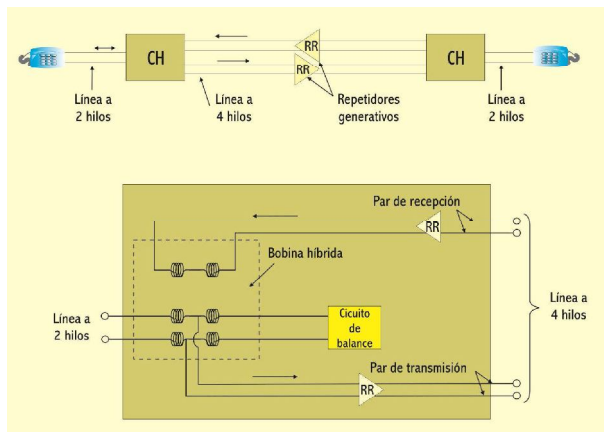 RR
CH
RR
CH
Línea a
2 hilos
Línea a
4 hilos
Repetidores
generativos
Línea a
2 hilos
Par de recepción
RR
Bobina híbrida
Línea a
4 hilos
Línea a
2 hilos
Cicuito
de
balance
Par de transmisión
RR